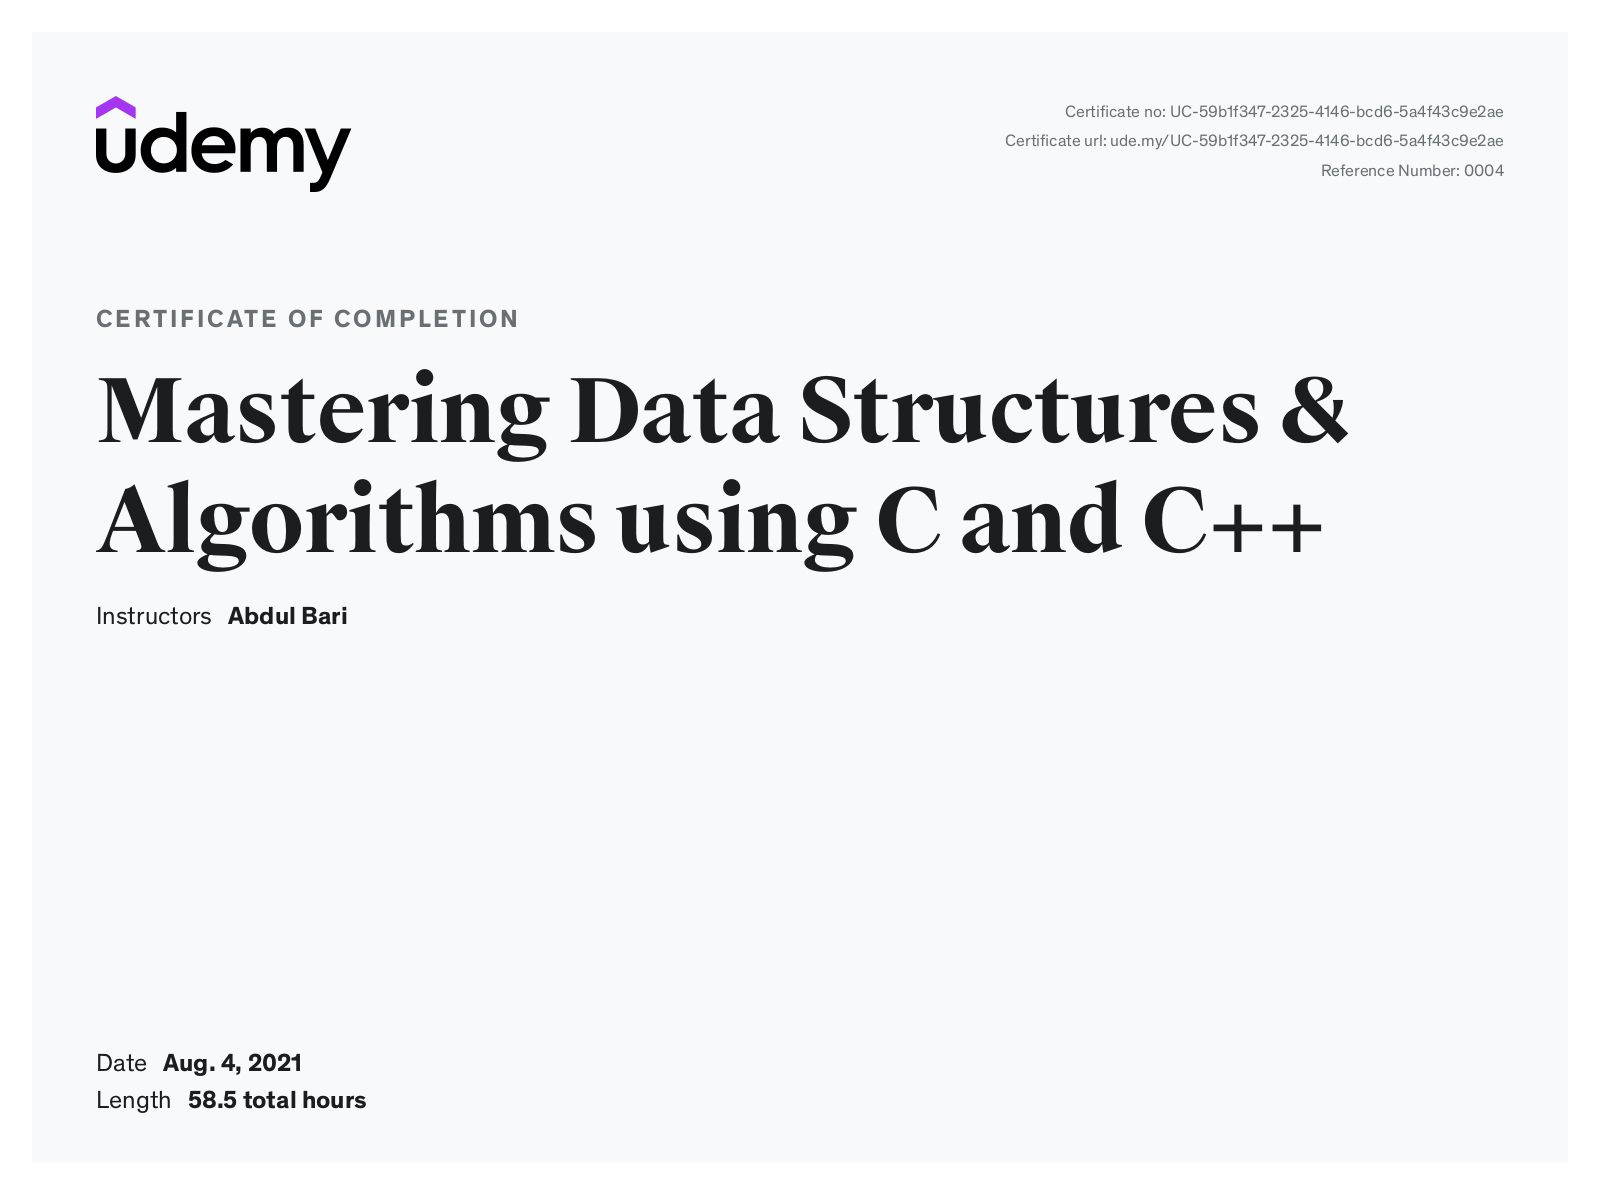 udemy
Certificate no: UC-59b1f347-2325-4146-bcd6-5a4f43c9e2ae
Certificate url: ude.my/UC-59b1f347-2325-4146-bcd6-5a4f43c9e2ae
Reference Number: 0004
CERTIFICATE OF COMPLETION
Mastering Data Structures &
Algorithms using C and C++
Instructors Abdul Bari
Date Aug. 4, 2021
Length 58.5 total hours